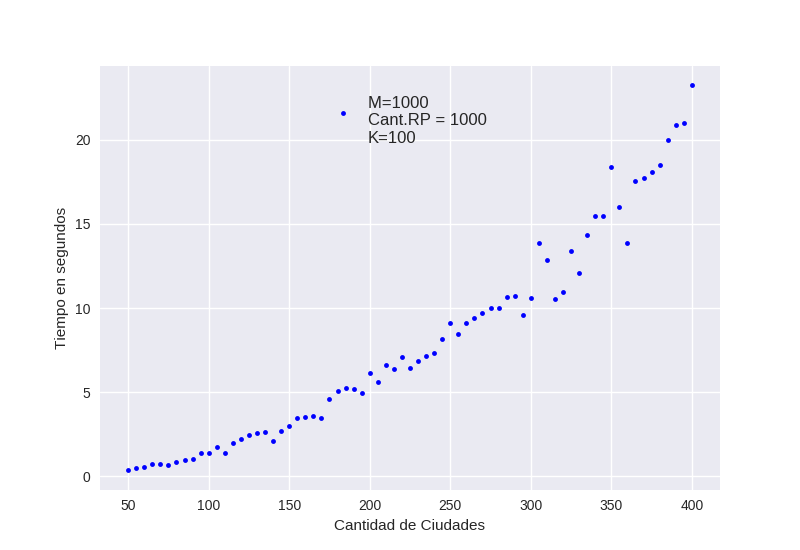 M=1000
Cant.RP = 1000
K=100
20
15
10
5
0
Tiempo en segundos
50 100 150 200 250 300 350 400
Cantidad de Ciudades